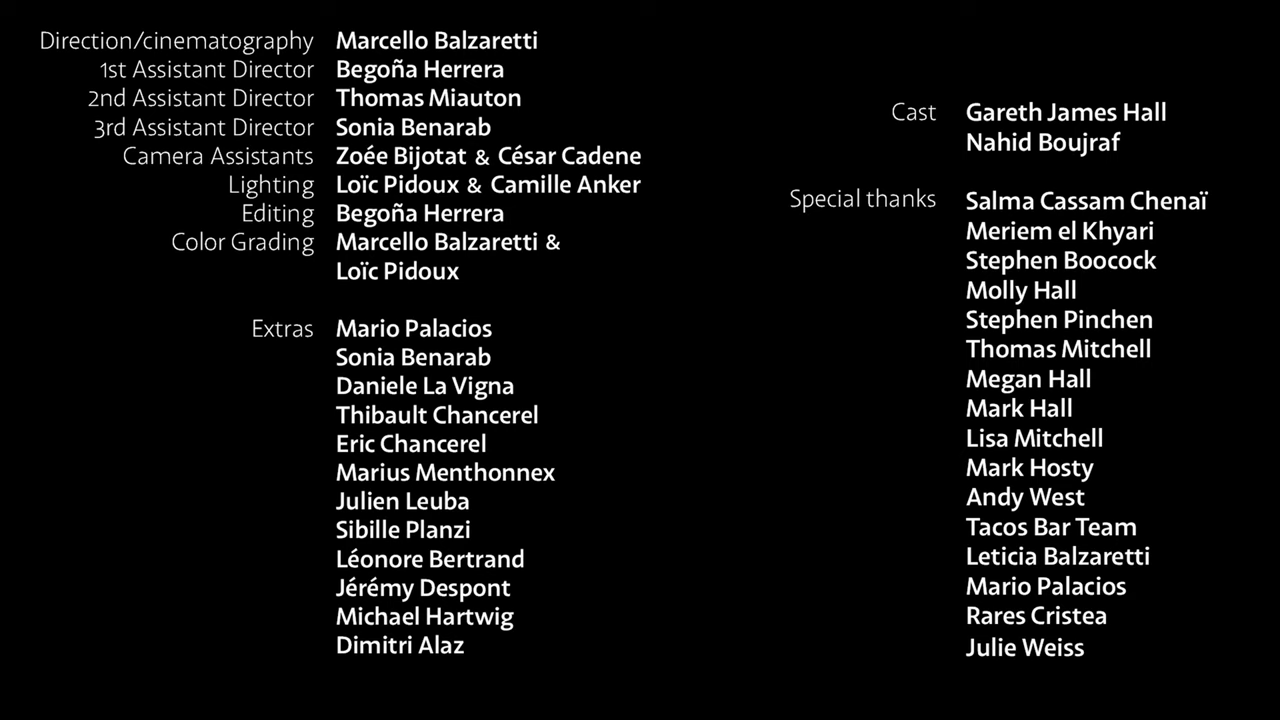 Direction/cinematography Marcello Balzaretti
1st Assistant Director Begoña Herrera
2nd Assistant Director Thomas Miauton
3rd Assistant Director Sonia Benarab
Camera Assistants Zoée Bijotat & César Cadene
Lighting Loïc Pidoux & Camille Anker
Editing Begoña Herrera
Color Grading Marcello Balzaretti &
Loïc Pidoux
Extras Mario Palacios
Sonia Benarab
Daniele La Vigna
Thibault Chancerel
Eric Chancerel
Marius Menthonnex
Julien Leuba
Sibille Planzi
Léonore Bertrand
Jérémy Despont
Michael Hartwig
Dimitri Alaz
Cast Gareth James Hall
Nahid Boujraf
Special thanks Salma Cassam Chenaï
Meriem el Khyari
Stephen Boocock
Molly Hall
Stephen Pinchen
Thomas Mitchell
Megan Hall
Mark Hall
Lisa Mitchell
Mark Hosty
Andy West
Tacos Bar Team
Leticia Balzaretti
Mario Palacios
Rares Cristea
Julie Weiss